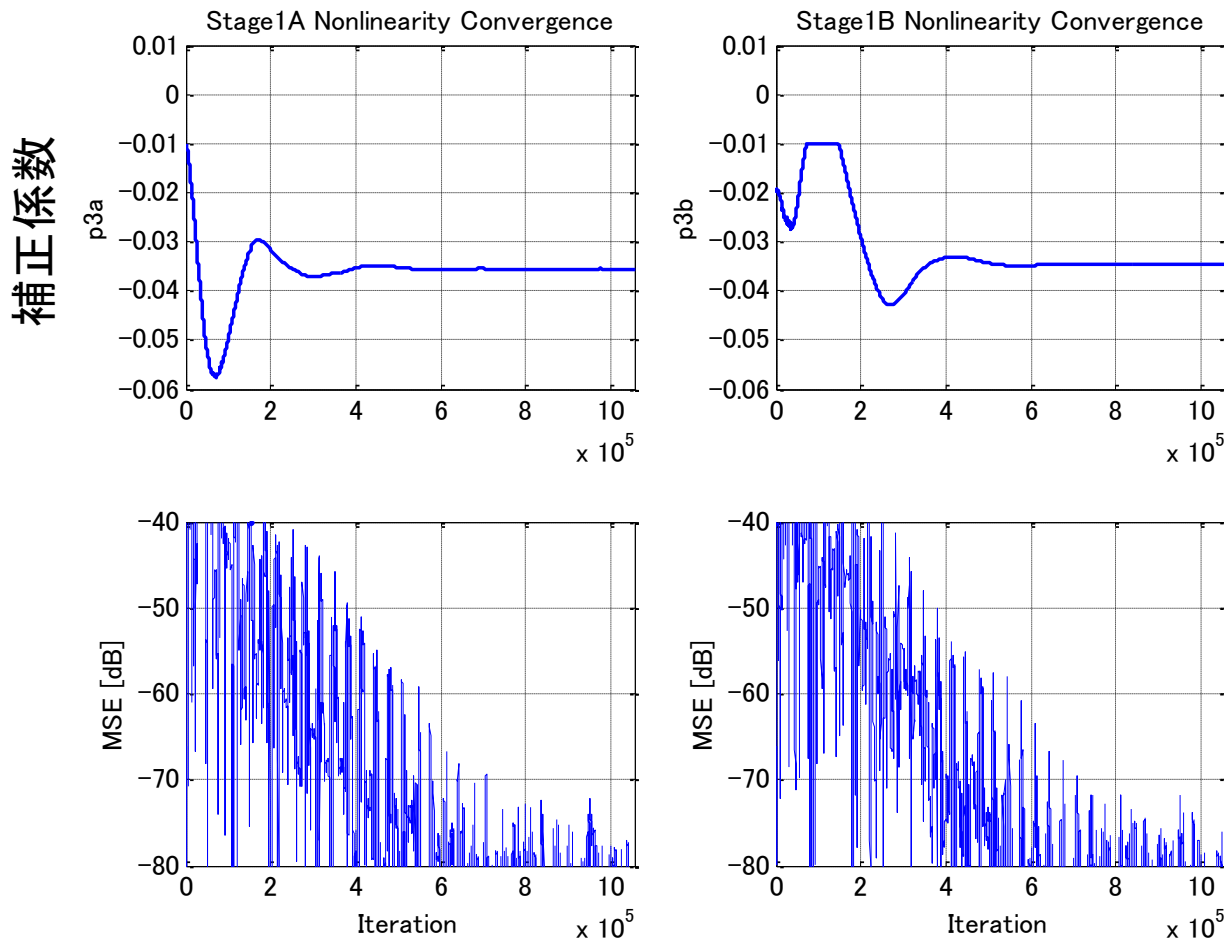 補正係数
Stage1A Nonlinearity Convergence
0.01
0
−0.01
−0.02
−0.03
−0.04
−0.05
−0.06
p3a
0 2 4 6 8 10
x 10^5
Stage1B Nonlinearity Convergence
0.01
0
−0.01
−0.02
−0.03
−0.04
−0.05
−0.06
p3b
0 2 4 6 8 10
x 10^5
−40
−50
−60
−70
−80
MSE [dB]
0 2 4 6 8 10
Iteration
x 10^5
−40
−50
−60
−70
−80
MSE [dB]
0 2 4 6 8 10
Iteration
x 10^5